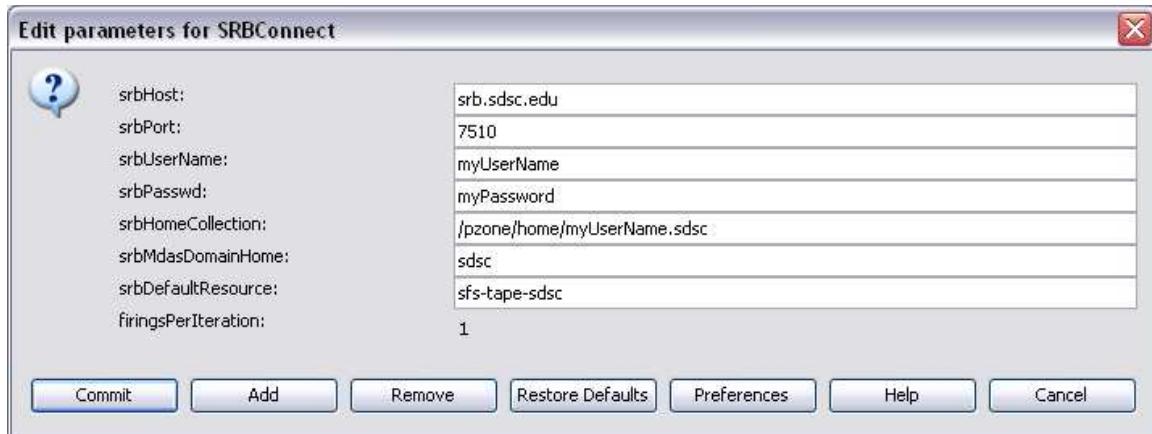 Edit parameters for SRBConnect
srbHost: srb.sdsc.edu
srbPort: 7510
srbUserName: myUserName
srbPasswd: myPassword
srbHomeCollection: /pzone/home/myUserName.sdsc
srbMdasDomainHome: sdsc
srbDefaultResource: sfs-tape-sdsc
firingsPerIteration: 1
Commit Add Remove Restore Defaults Preferences Help Cancel